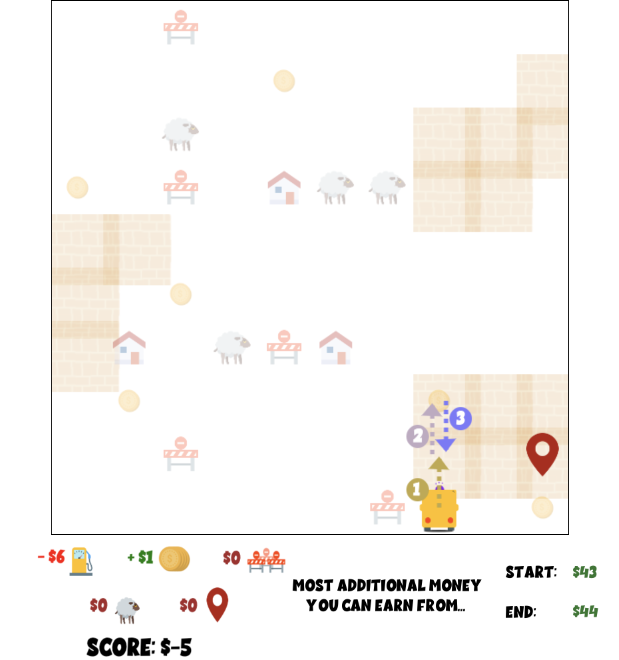 2
3
1
- $6
+ $1
$0
$0
$0
MOST ADDITIONAL MONEY
YOU CAN EARN FROM...
START: $43
END: $44
SCORE: $-5